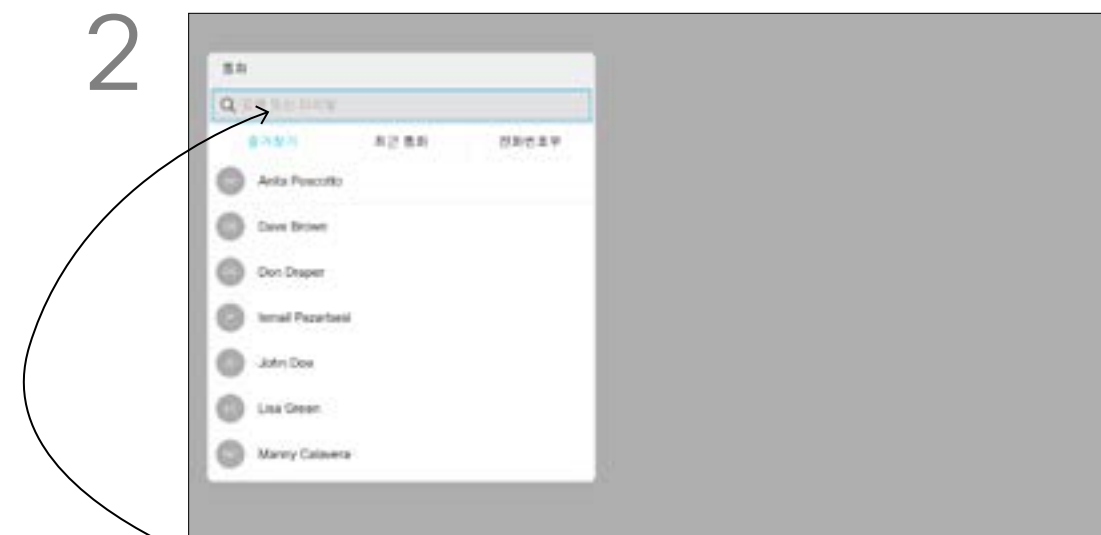 2
통화
즐겨찾기 최근 통화 전화번호부
Anita Poscotto
Dave Brown
Don Draper
Ismail Pazarbasi
John Doe
Lisa Green
Manny Calavera